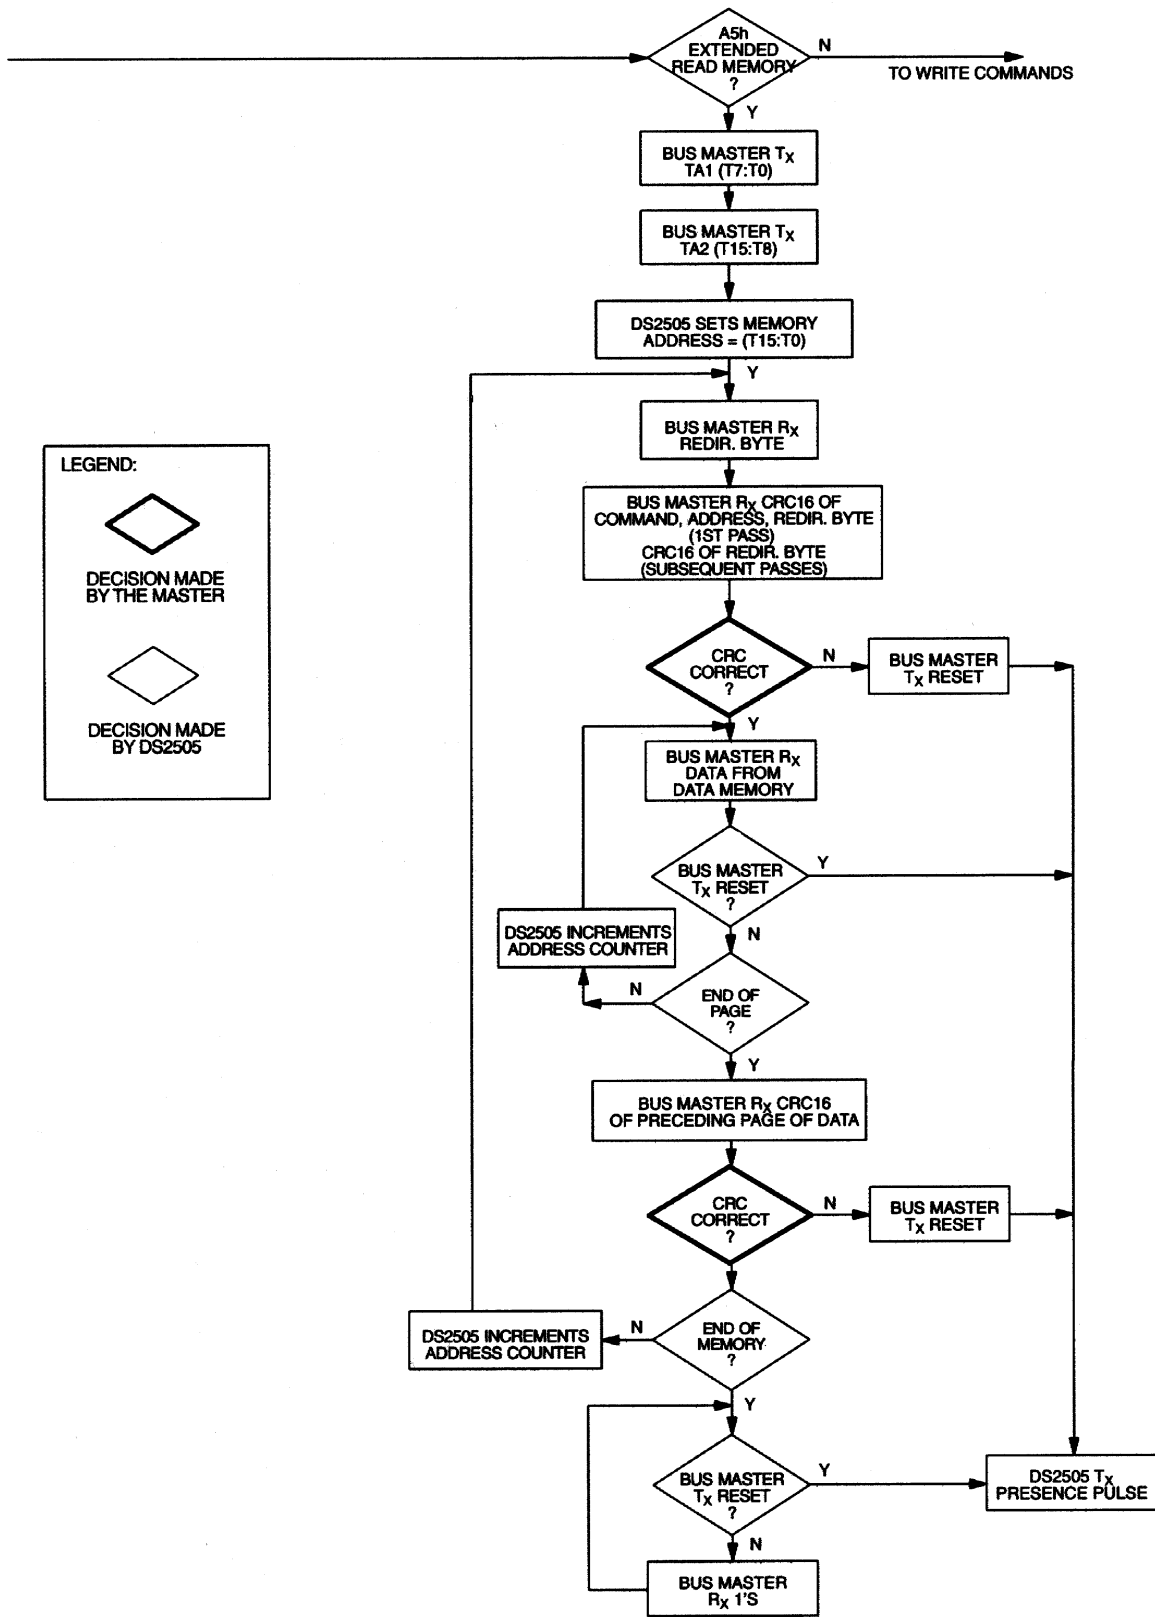 A5h
EXTENDED
READ MEMORY
?
N
TO WRITE COMMANDS
Y
BUS MASTER TX
TA1 (T7:T0)
BUS MASTER TX
TA2 (T15:T8)
DS2505 SETS MEMORY
ADDRESS = (T15:T0)
Y
BUS MASTER RX
REDIR. BYTE
LEGEND:
DECISION MADE
BY THE MASTER
DECISION MADE
BY DS2505
BUS MASTER RX CRC16 OF
COMMAND, ADDRESS, REDIR. BYTE
(1ST PASS)
CRC16 OF REDIR. BYTE
(SUBSEQUENT PASSES)
CRC
CORRECT
?
N
BUS MASTER
TX RESET
Y
BUS MASTER RX
DATA FROM
DATA MEMORY
BUS MASTER
TX RESET
?
Y
N
DS2505 INCREMENTS
ADDRESS COUNTER
N
END OF
PAGE
?
Y
BUS MASTER RX CRC16
OF PRECEDING PAGE OF DATA
CRC
CORRECT
?
N
BUS MASTER
TX RESET
DS2505 INCREMENTS
ADDRESS COUNTER
N
END OF
MEMORY
?
Y
BUS MASTER
TX RESET
?
Y
DS2505 TX
PRESENCE PULSE
N
BUS MASTER
RX 1'S